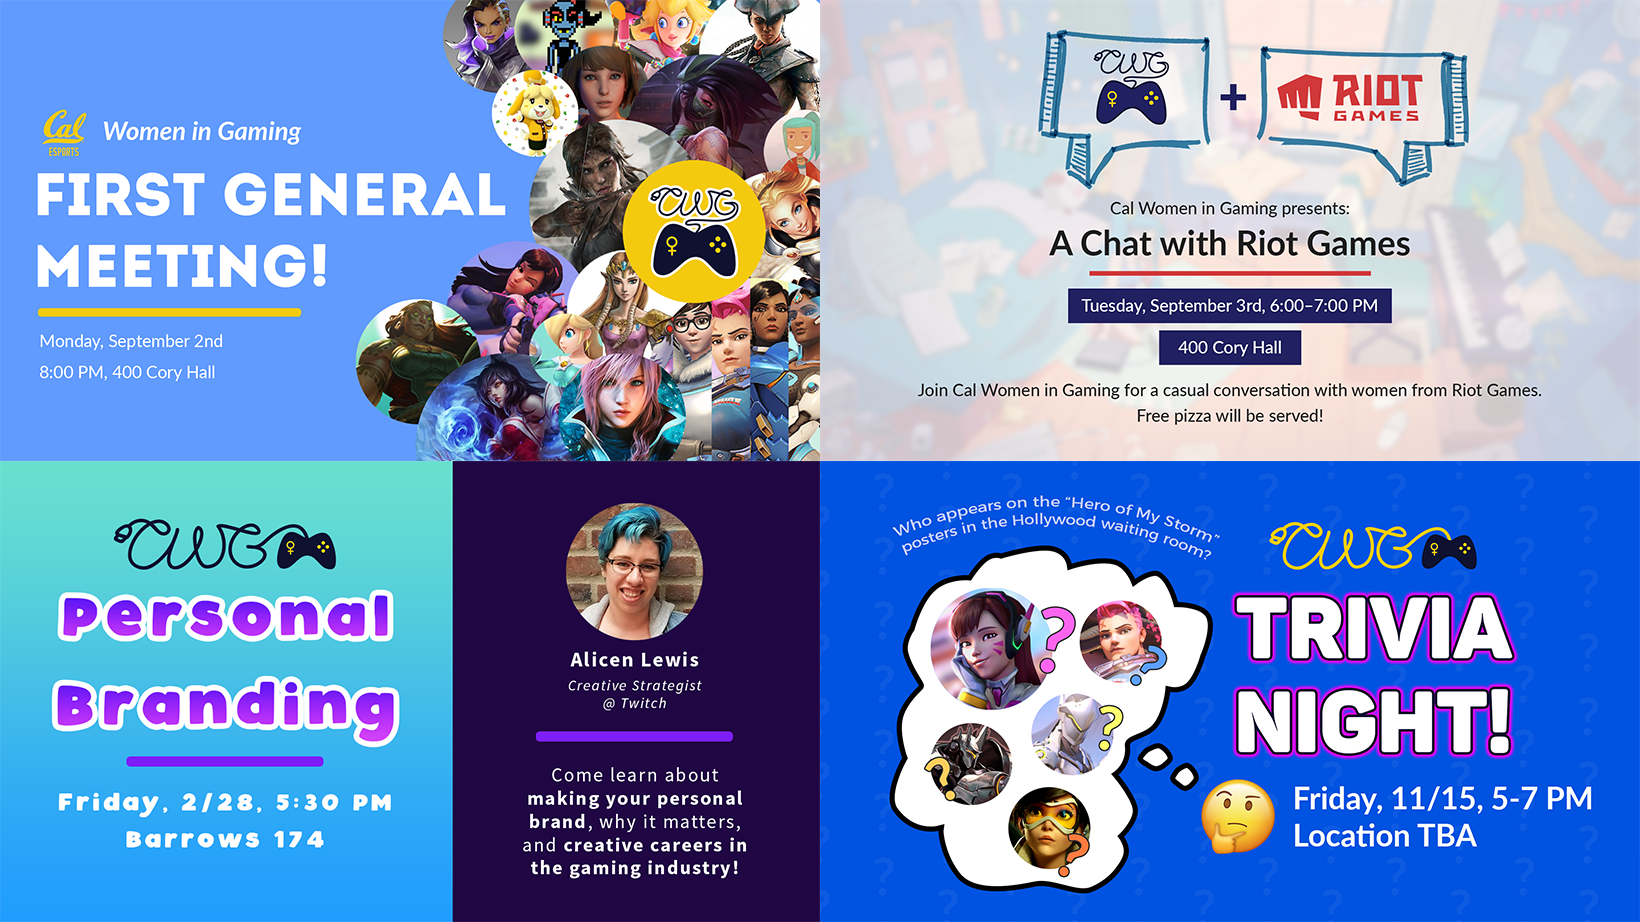 Cal
ESPORTS
Women in Gaming
FIRST GENERAL
MEETING!
Monday, September 2nd
8:00 PM, 400 Cory Hall
CWG
CWG
+
RIOT
GAMES
Cal Women in Gaming presents:
A Chat with Riot Games
Tuesday, September 3rd, 6:00–7:00 PM
400 Cory Hall
Join Cal Women in Gaming for a casual conversation with women from Riot Games.
Free pizza will be served!
CWG
Personal
Branding
Friday, 2/28, 5:30 PM
Barrows 174
Alicen Lewis
Creative Strategist
@ Twitch
Come learn about
making your personal
brand, why it matters,
and creative careers in
the gaming industry!
Who appears on the “Hero of My Storm”
posters in the Hollywood waiting room?
CWG
TRIVIA
NIGHT!
Friday, 11/15, 5-7 PM
Location TBA